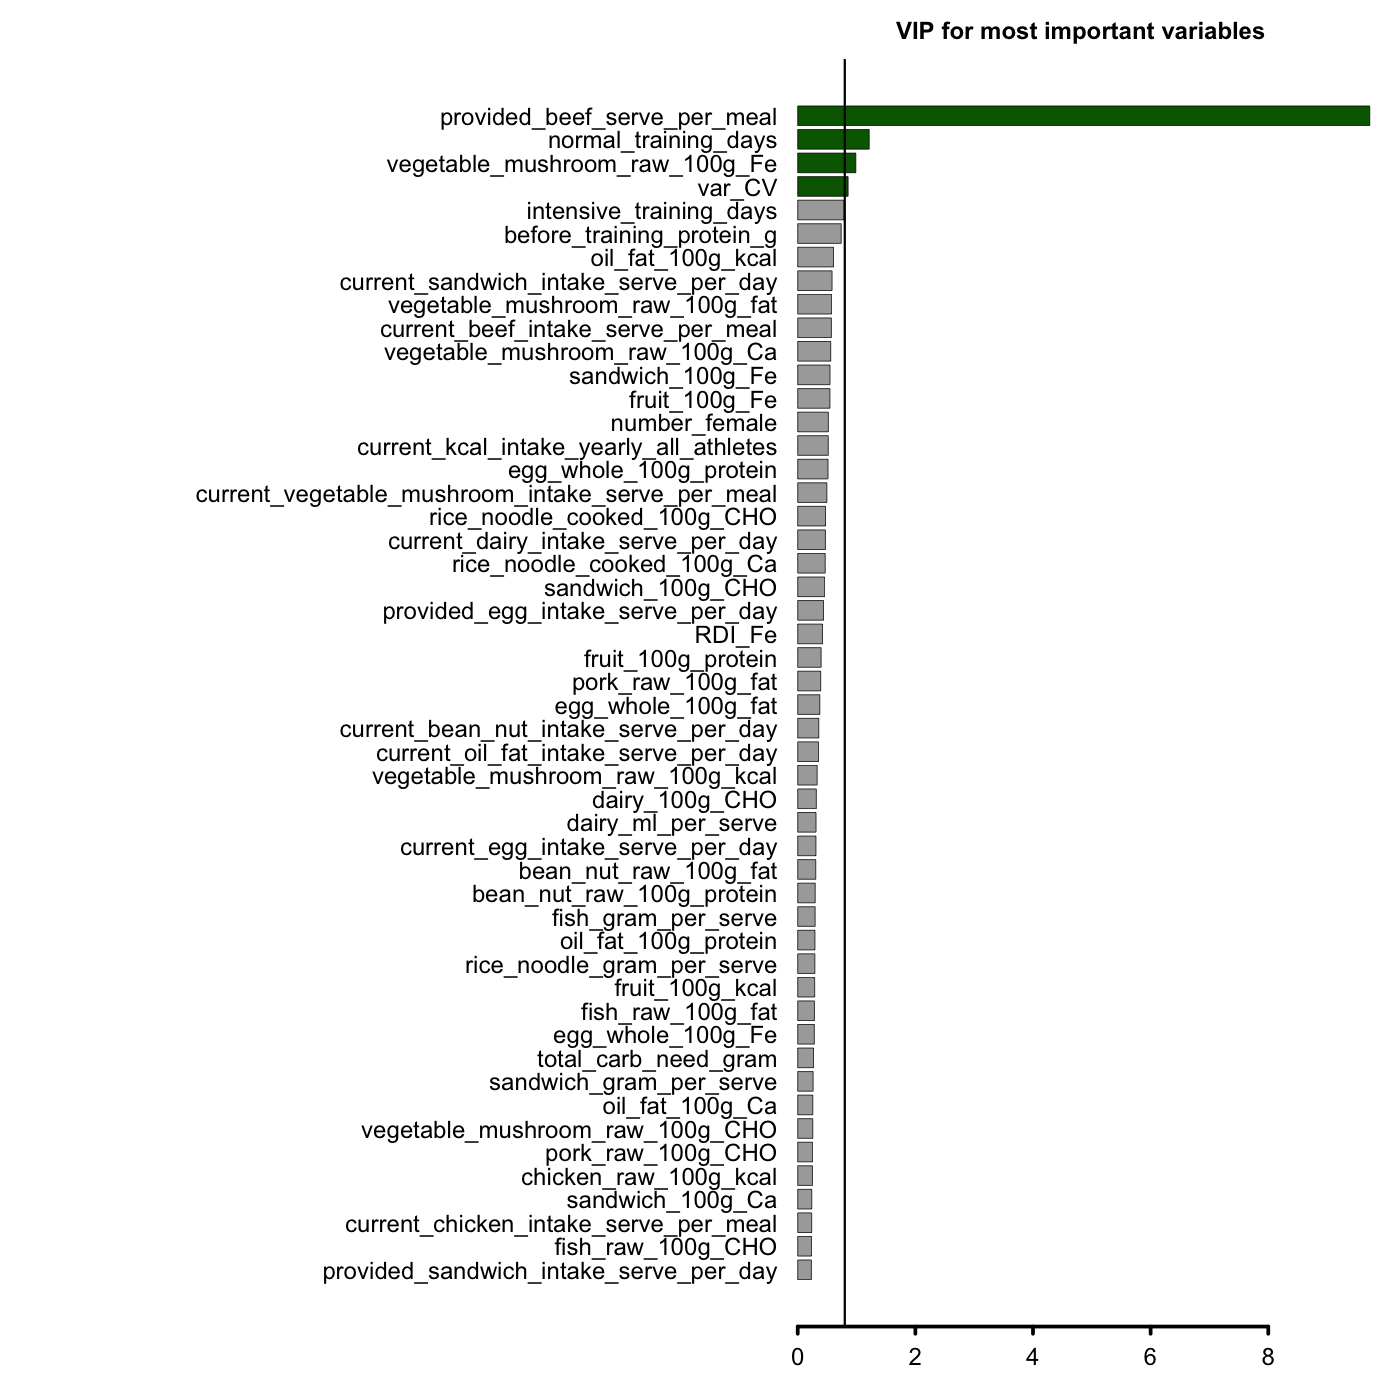 VIP for most important variables
provided_beef_serve_per_meal
normal_training_days
vegetable_mushroom_raw_100g_Fe
var_CV
intensive_training_days
before_training_protein_g
oil_fat_100g_kcal
current_sandwich_intake_serve_per_day
vegetable_mushroom_raw_100g_fat
current_beef_intake_serve_per_meal
vegetable_mushroom_raw_100g_Ca
sandwich_100g_Fe
fruit_100g_Fe
number_female
current_kcal_intake_yearly_all_athletes
egg_whole_100g_protein
current_vegetable_mushroom_intake_serve_per_meal
rice_noodle_cooked_100g_CHO
current_dairy_intake_serve_per_day
rice_noodle_cooked_100g_Ca
sandwich_100g_CHO
provided_egg_intake_serve_per_day
RDI_Fe
fruit_100g_protein
pork_raw_100g_fat
egg_whole_100g_fat
current_bean_nut_intake_serve_per_day
current_oil_fat_intake_serve_per_day
vegetable_mushroom_raw_100g_kcal
dairy_100g_CHO
dairy_ml_per_serve
current_egg_intake_serve_per_day
bean_nut_raw_100g_fat
bean_nut_raw_100g_protein
fish_gram_per_serve
oil_fat_100g_protein
rice_noodle_gram_per_serve
fruit_100g_kcal
fish_raw_100g_fat
egg_whole_100g_Fe
total_carb_need_gram
sandwich_gram_per_serve
oil_fat_100g_Ca
vegetable_mushroom_raw_100g_CHO
pork_raw_100g_CHO
chicken_raw_100g_kcal
sandwich_100g_Ca
current_chicken_intake_serve_per_meal
fish_raw_100g_CHO
provided_sandwich_intake_serve_per_day
0 2 4 6 8